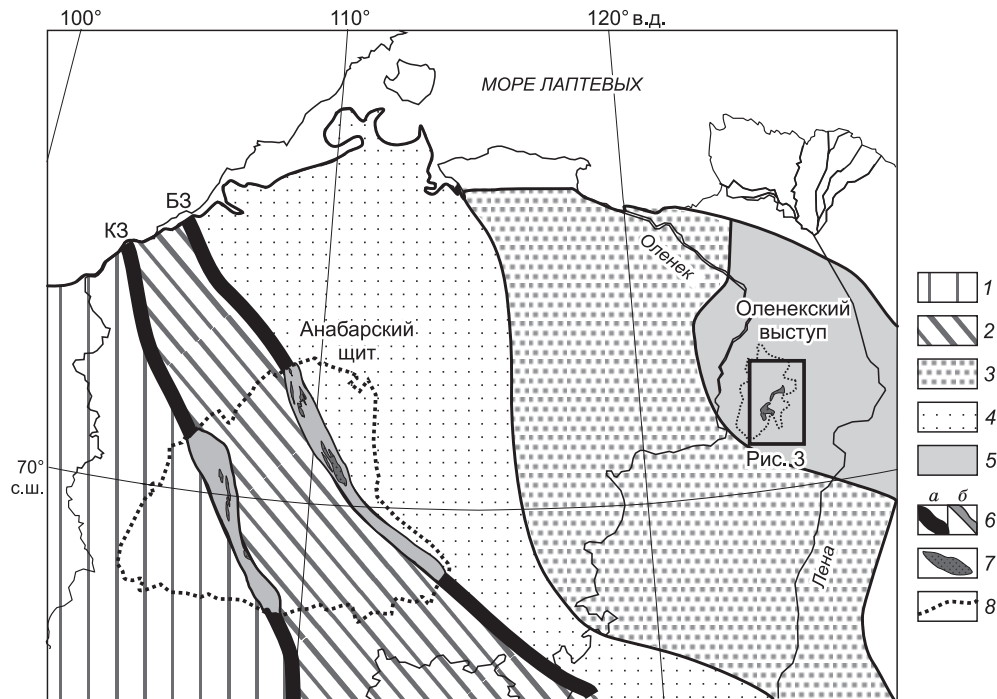 100°
110°
120° в.д.
МОРЕ ЛАПТЕВЫХ
БЗ
КЗ
Оленек
Оленекский
выступ
Анабарский
щит
Рис. 3
70°
с.ш.
Лена
1
2
3
4
5
а б
6
7
8